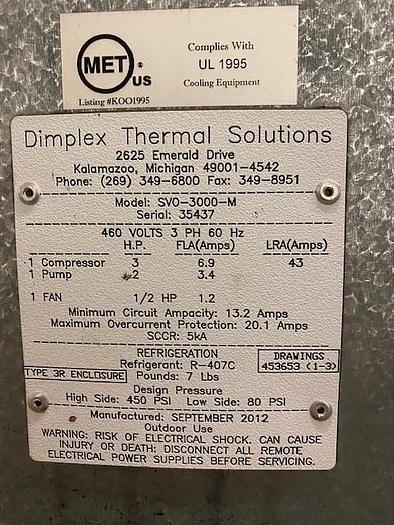 MET
US
Complies With
UL 1995
Cooling Equipment
Listing #KOO1995
Dimplex Thermal Solutions
2625 Emerald Drive
Kalamazoo, Michigan 49001-4542
Phone: (269) 349-6800 Fax: 349-8951
Model: SVO-3000-M
Serial: 35437
460 VOLTS 3 PH 60 Hz
H.P. FLA(Amps) LRA(Amps)
1 Compressor 3 6.9 43
1 Pump 2 3.4
1 FAN 1/2 HP 1.2
Minimum Circuit Ampacity: 13.2 Amps
Maximum Overcurrent Protection: 20.1 Amps
SCCR: 5kA
REFRIGERATION
Refrigerant: R-407C
DRAWINGS
453653 (1-3)
TYPE 3R ENCLOSURE Pounds: 7 Lbs
Design Pressure
High Side: 450 PSI Low Side: 80 PSI
Manufactured: SEPTEMBER 2012
Outdoor Use
WARNING: RISK OF ELECTRICAL SHOCK. CAN CAUSE
INJURY OR DEATH: DISCONNECT ALL REMOTE
ELECTRICAL POWER SUPPLIES BEFORE SERVICING.